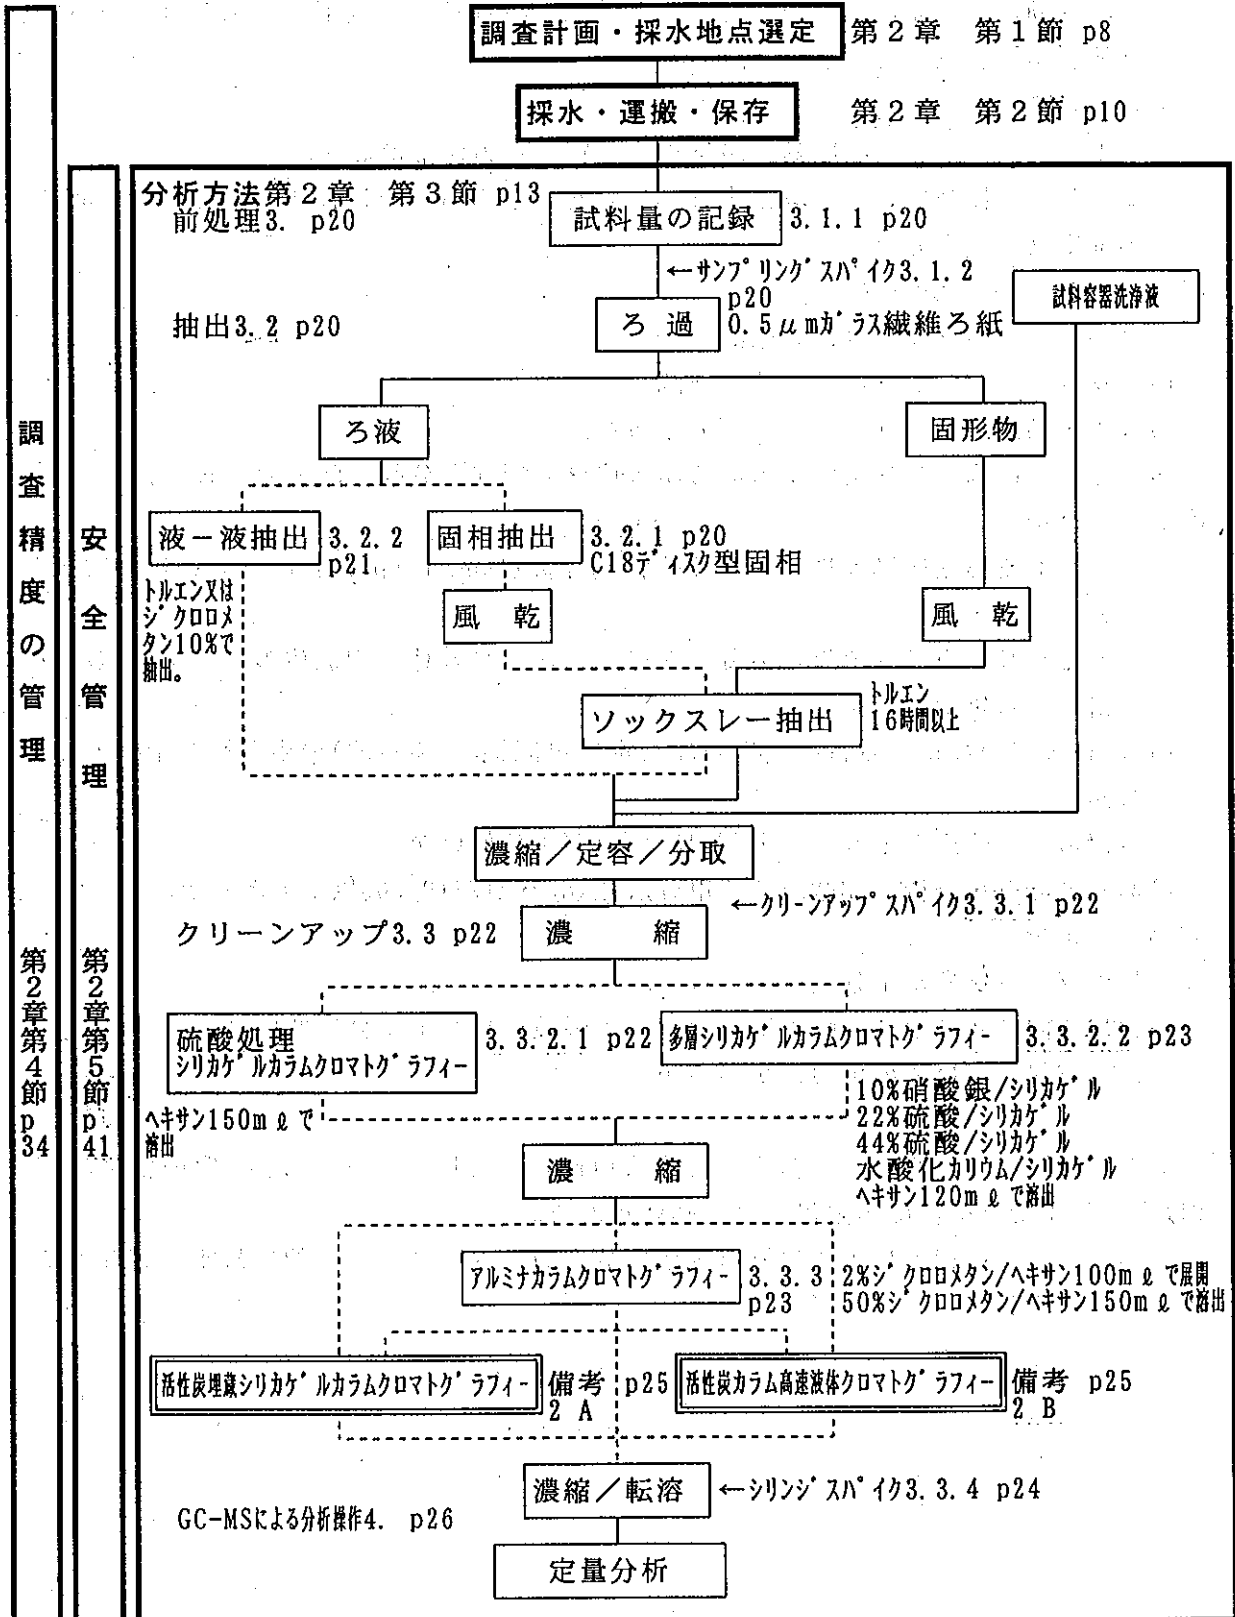 調査計画・採水地点選定 第2章 第1節 p8
採水・運搬・保存 第2章 第2節 p10
調査精度の管理 第2章第4節p34
安全管理 第2章第5節p.41
分析方法第2章 第3節 p13
前処理3. p20
試料量の記録 3.1.1 p20
←サンプリングスパイク3.1.2
p20
試料容器洗浄液
抽出3.2 p20
ろ過 0.5μmガラス繊維ろ紙
ろ液
固形物
液－液抽出 3.2.2
p21
固相抽出 3.2.1 p20
C18ディスク型固相
トルエン又は
ジクロロメ
タン10%で
抽出。
風 乾
風 乾
ソックスレー抽出
トルエン
16時間以上
濃縮／定容／分取
←クリーンアップスパイク3.3.1 p22
クリーンアップ3.3 p22
濃 縮
硫酸処理
シリカゲルカラムクロマトグラフィー
3.3.2.1 p22
多層シリカゲルカラムクロマトグラフィー
3.3.2.2 p23
ヘキサン150mℓで
溶出
10%硝酸銀/シリカゲル
22%硫酸/シリカゲル
44%硫酸/シリカゲル
水酸化カリウム/シリカゲル
ヘキサン120mℓで溶出
濃 縮
アルミナカラムクロマトグラフィー 3.3.3
p23
2%ジクロロメタン/ヘキサン100mℓで展開
50%ジクロロメタン/ヘキサン150mℓで溶出
活性炭埋蔵シリカゲルカラムクロマトグラフィー 備考 p25
2 A
活性炭カラム高速液体クロマトグラフィー 備考 p25
2 B
濃縮／転溶 ←シリンジスパイク3.3.4 p24
GC-MSによる分析操作4. p26
定量分析